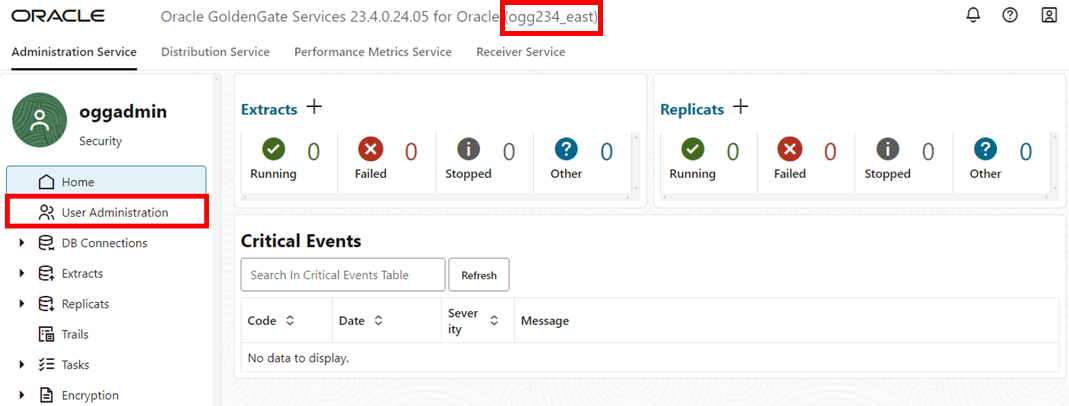 ORACLE Oracle GoldenGate Services 23.4.0.24.05 for Oracle (ogg234_east)
Administration Service Distribution Service Performance Metrics Service Receiver Service
oggadmin
Security
Home
User Administration
DB Connections
Extracts
Replicats
Trails
Tasks
Encryption
Extracts
0 0 0 0
Running Failed Stopped Other
Replicats
0 0 0 0
Running Failed Stopped Other
Critical Events
Search In Critical Events Table Refresh
Code Date Sever
ity Message
No data to display.